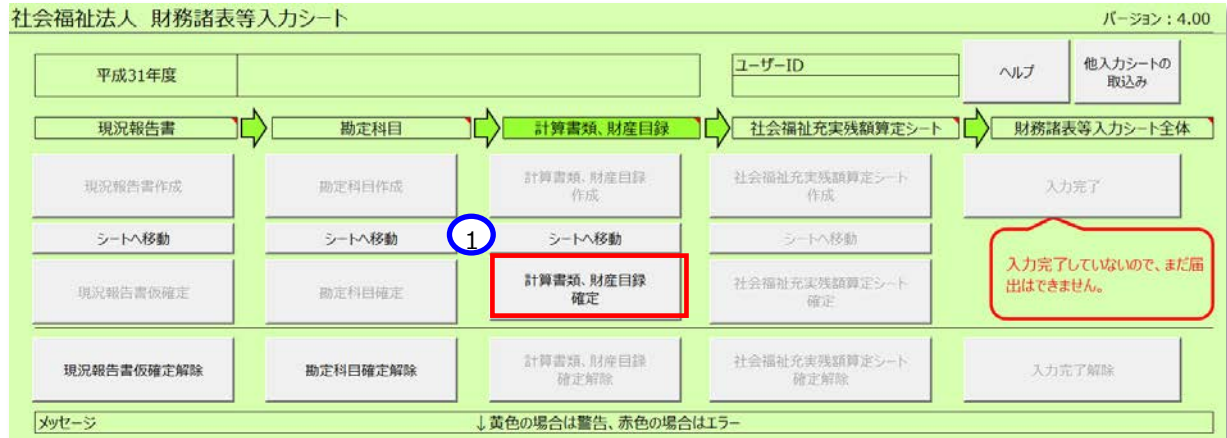 社会福祉法人 財務諸表等入力シート
バージョン：4.00
平成31年度
ユーザーID
ヘルプ
他入力シートの
取込み
現況報告書
勘定科目
計算書類、財産目録
社会福祉充実残額算定シート
財務諸表等入力シート全体
現況報告書作成
勘定科目作成
計算書類、財産目録
作成
社会福祉充実残額算定シート
作成
入力完了
シートへ移動
シートへ移動
1
シートへ移動
シートへ移動
入力完了していないので、まだ届
出はできません。
現況報告書仮確定
勘定科目確定
計算書類、財産目録
確定
社会福祉充実残額算定シート
確定
現況報告書仮確定解除
勘定科目確定解除
計算書類、財産目録
確定解除
社会福祉充実残額算定シート
確定解除
入力完了解除
メッセージ
↓黄色の場合は警告、赤色の場合はエラー